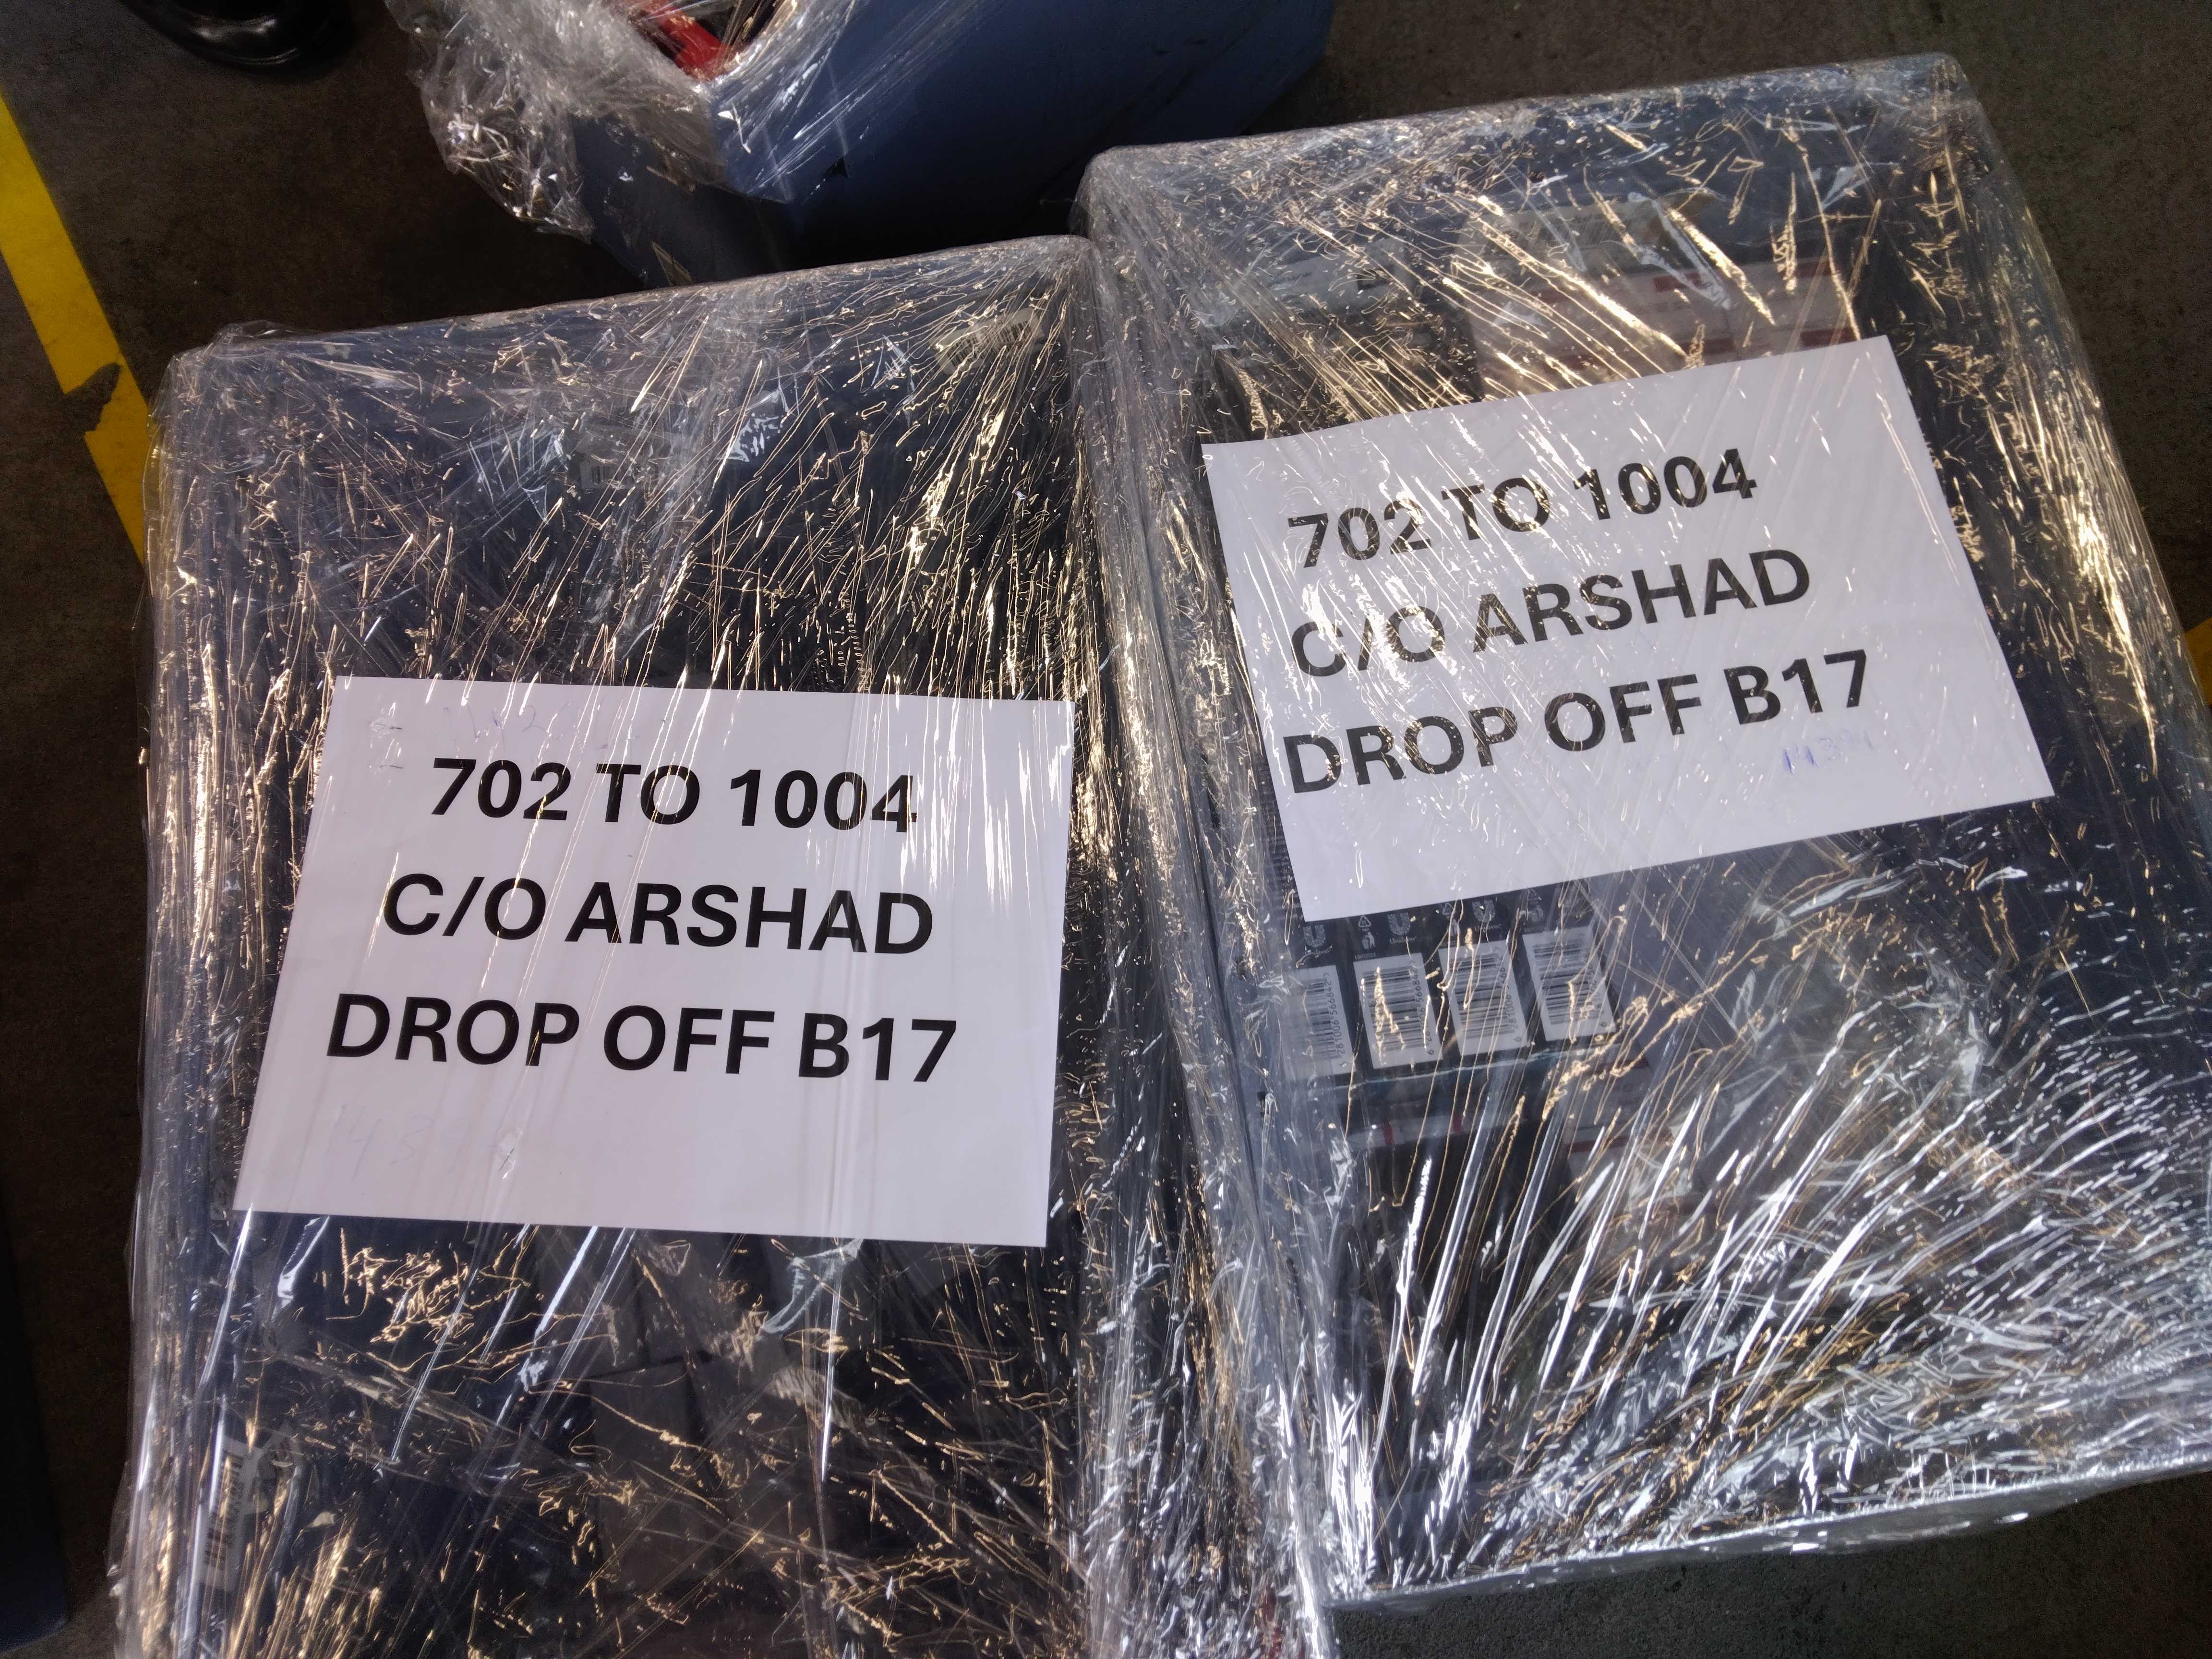 702 TO 1004
C/O ARSHAD
DROP OFF B17
702 TO 1004
C/O ARSHAD
DROP OFF B17